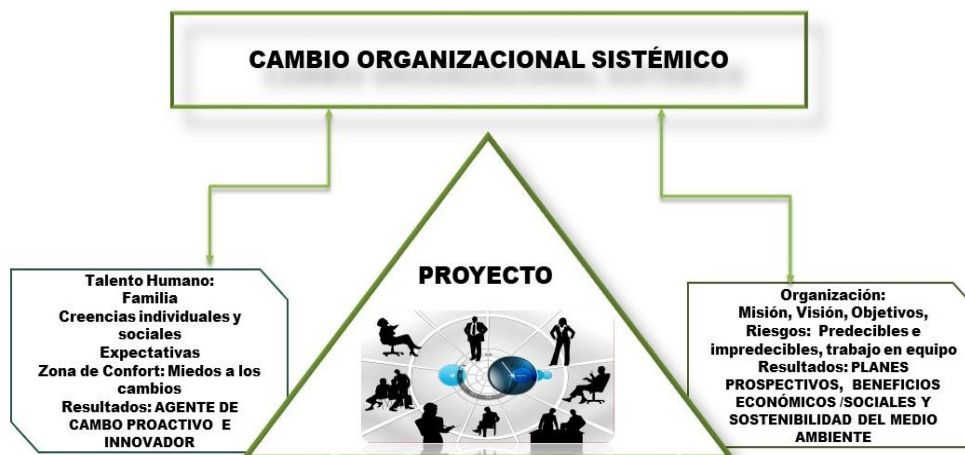 CAMBIO ORGANIZACIONAL SISTÉMICO
PROYECTO
Talento Humano:
Familia
Creencias individuales y
sociales
Expectativas
Zona de Confort: Miedos a los
cambios
Resultados: AGENTE DE
CAMBO PROACTIVO E
INNOVADOR
Organización:
Misión, Visión, Objetivos,
Riesgos: Predecibles e
impredecibles, trabajo en equipo
Resultados: PLANES
PROSPECTIVOS, BENEFICIOS
ECONÓMICOS /SOCIALES Y
SOSTENIBILIDAD DEL MEDIO
AMBIENTE